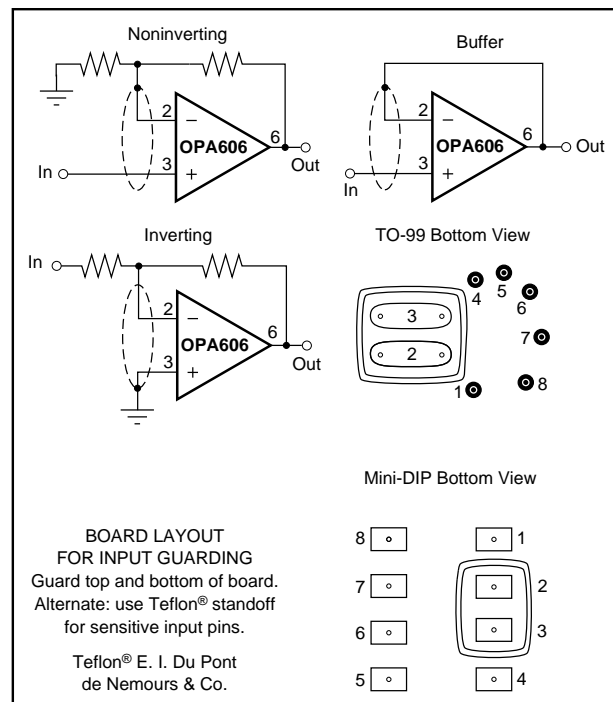 Noninverting
2
−
OPA606
6
3
+
In
Out
Buffer
2
−
OPA606
6
3
+
In
Out
Inverting
In
2
−
OPA606
6
3
+
Out
TO-99 Bottom View
4
5
6
7
8
1
3
2
Mini-DIP Bottom View
8
1
7
2
6
3
5
4
BOARD LAYOUT
FOR INPUT GUARDING
Guard top and bottom of board.
Alternate: use Teflon® standoff
for sensitive input pins.
Teflon® E. I. Du Pont
de Nemours & Co.